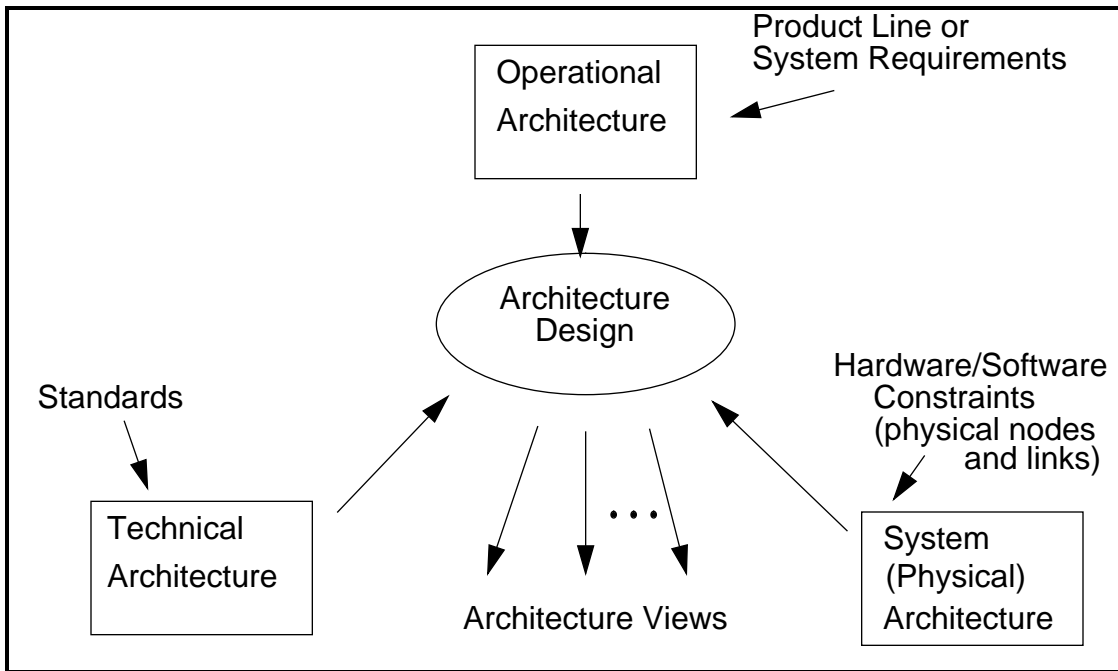 Product Line or
System Requirements
Operational
Architecture
Architecture
Design
Standards
Hardware/Software
Constraints
(physical nodes
and links)
Technical
Architecture
• • •
System
(Physical)
Architecture
Architecture Views